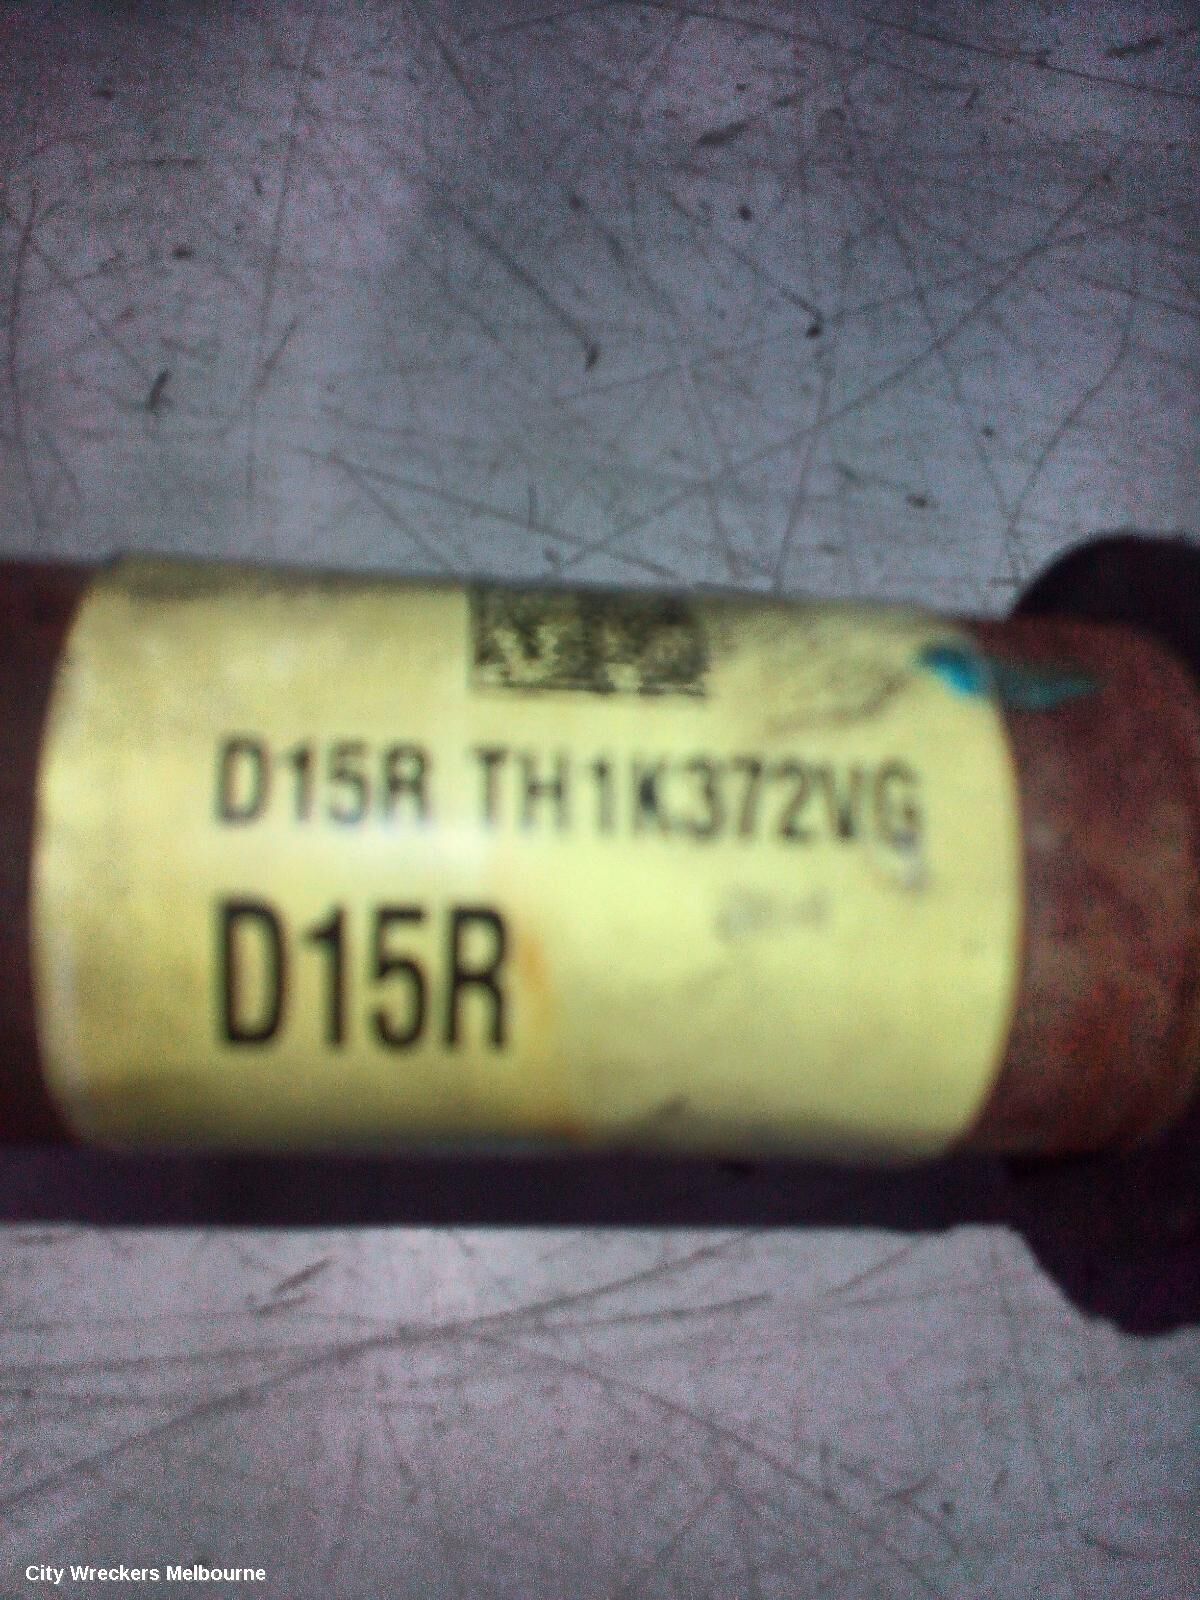 D15R TH1K372VG
D15R
City Wreckers Melbourne